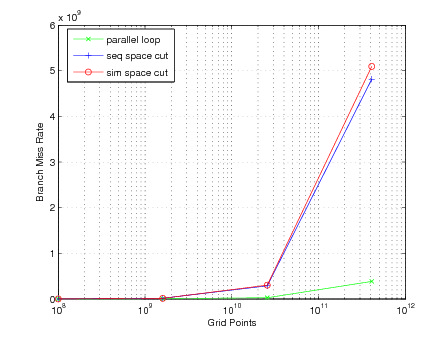 x 10^9
6
5
4
3
2
1
0
Branch Miss Rate
parallel loop
seq space cut
sim space cut
10^8 10^9 10^10 10^11 10^12
Grid Points